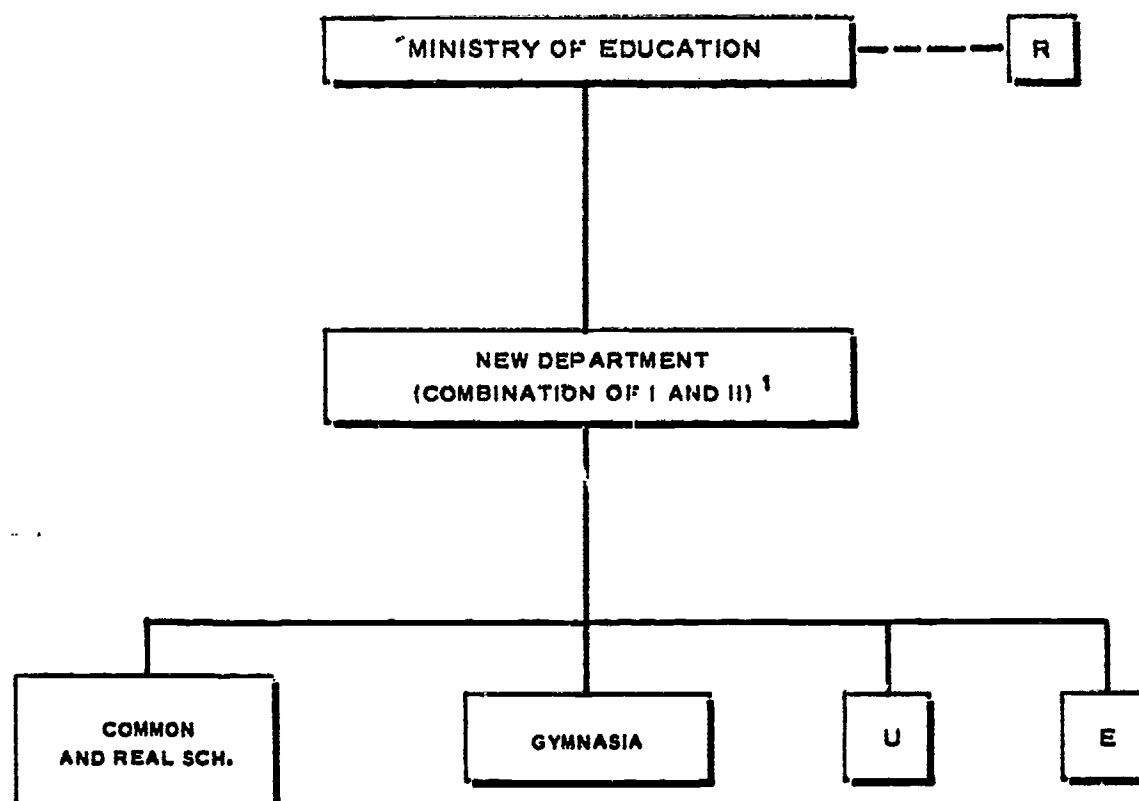 MINISTRY OF EDUCATION
R
NEW DEPARTMENT
(COMBINATION OF I AND II) 1
COMMON
AND REAL SCH.
GYMNASIA
U
E